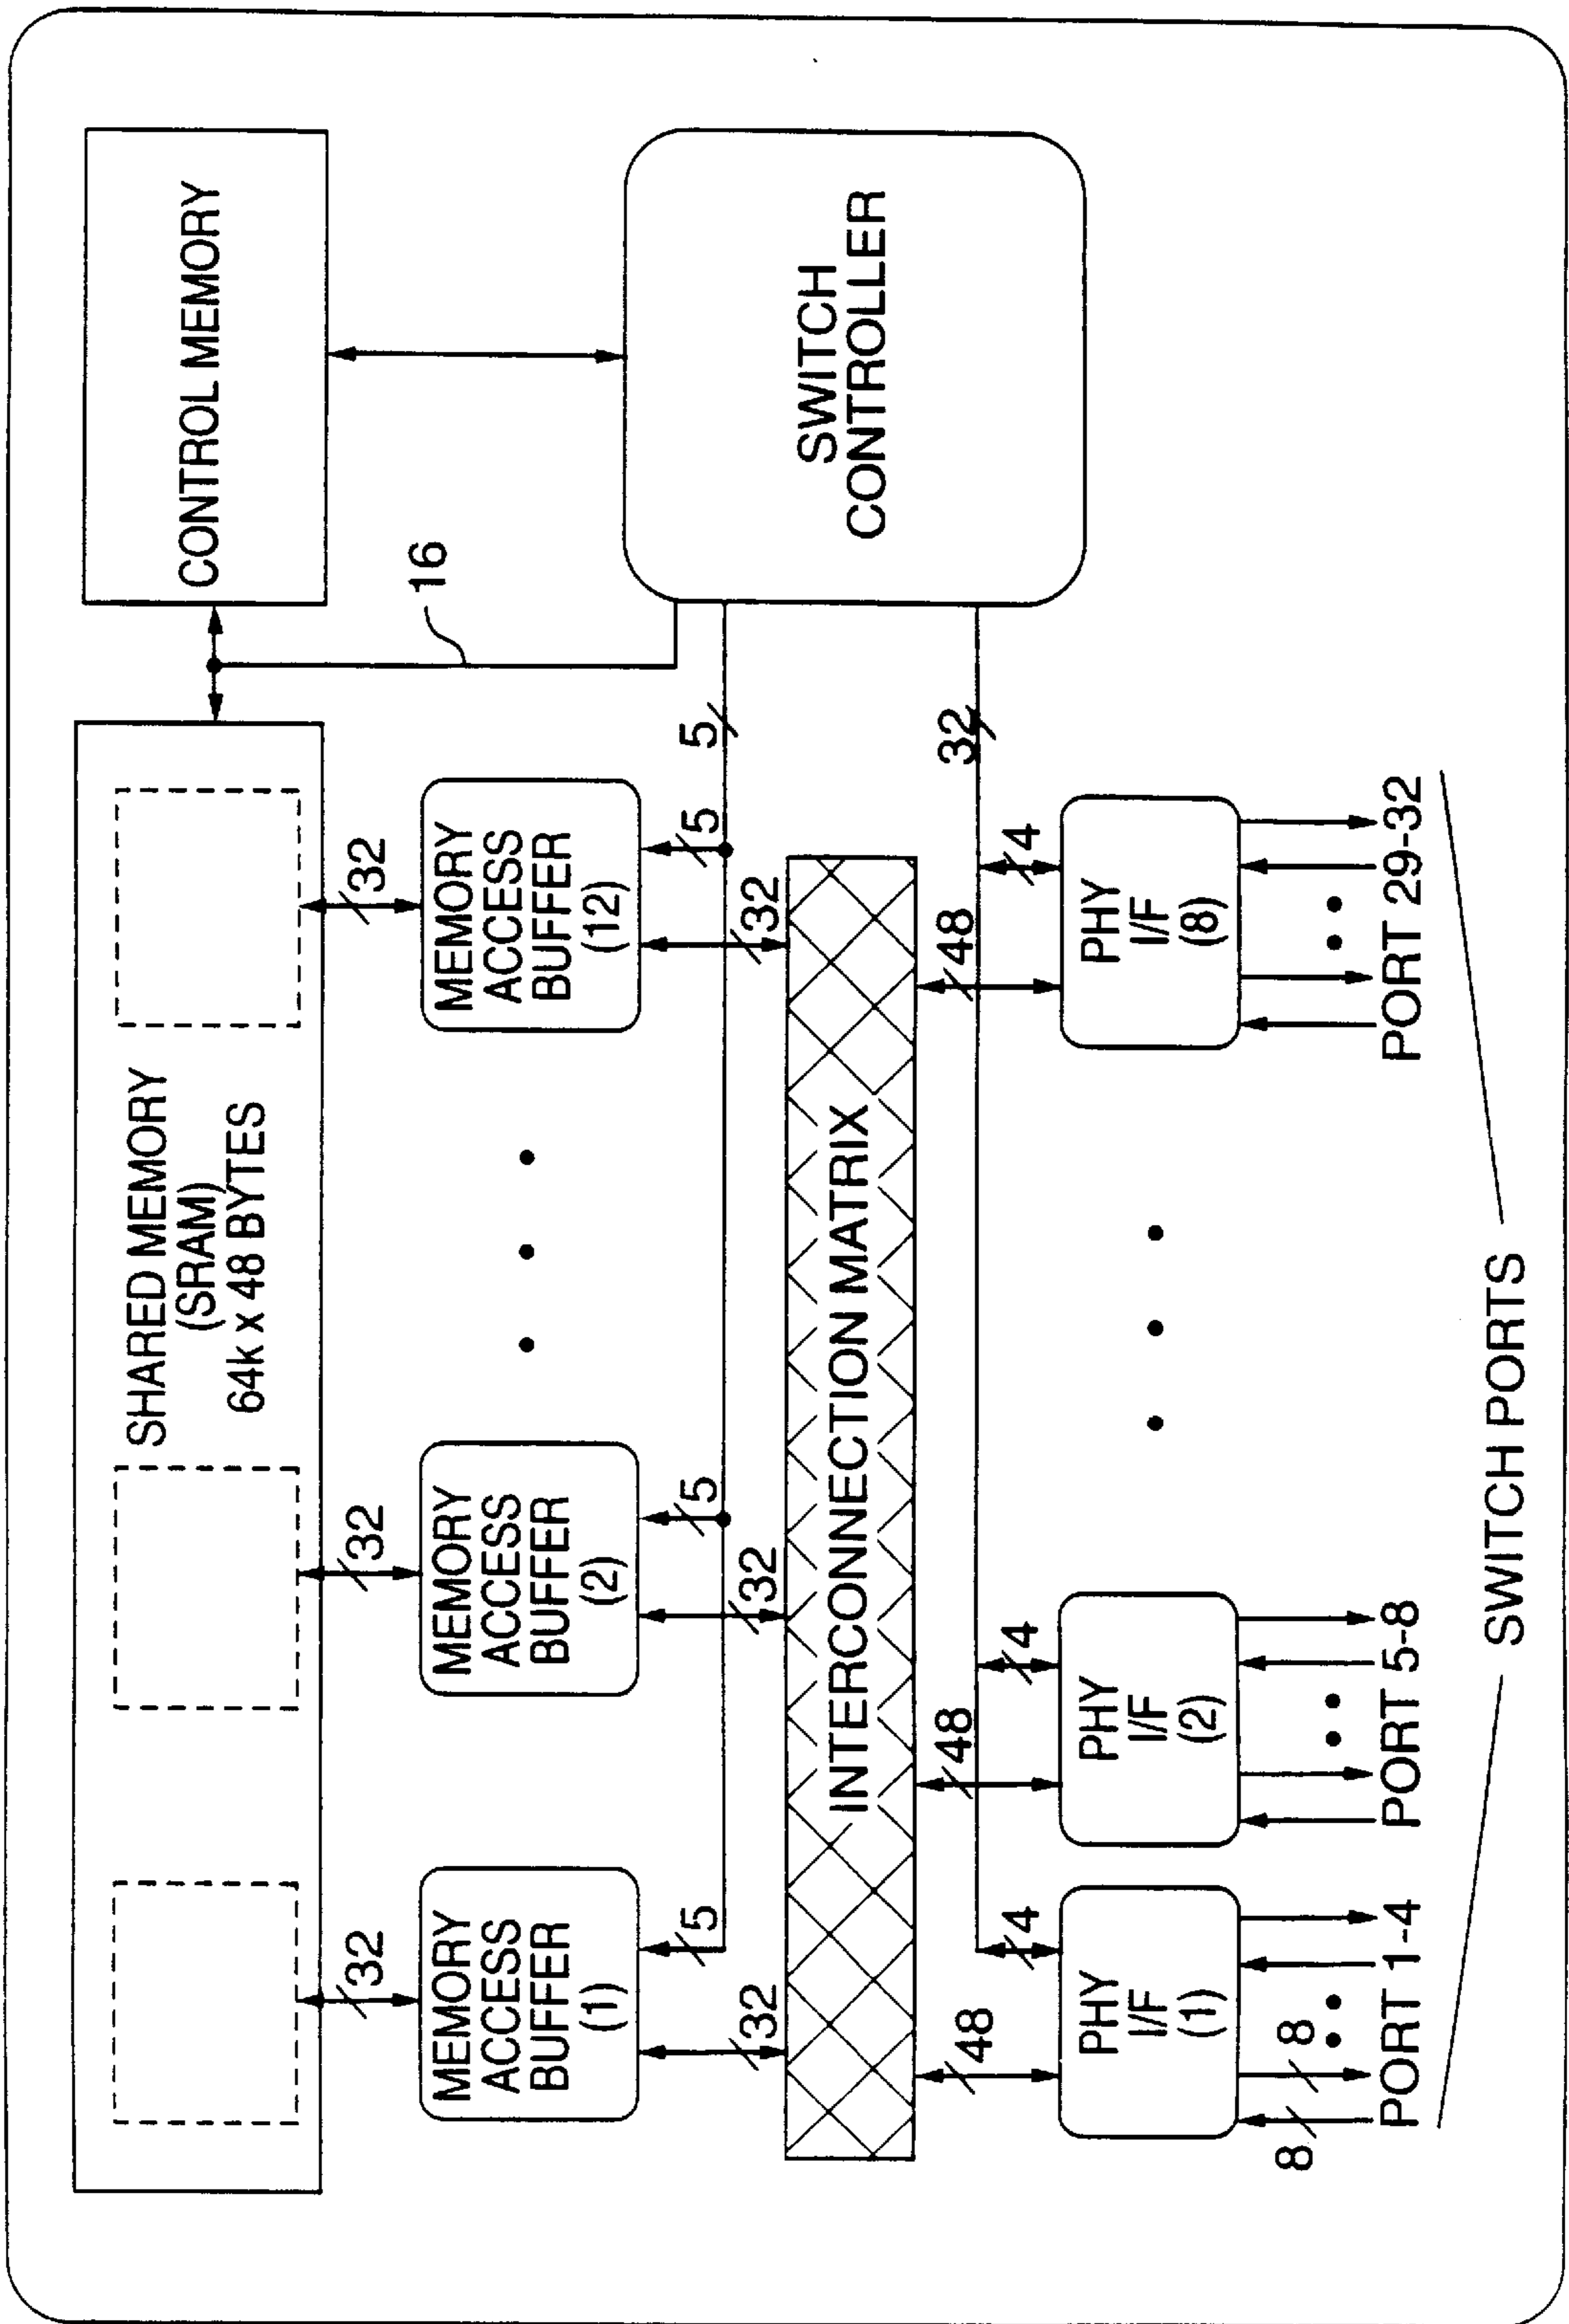 SHARED MEMORY
(SRAM)
64k x 48 BYTES
CONTROL MEMORY
16
32
32
32
MEMORY
ACCESS
BUFFER
(1)
MEMORY
ACCESS
BUFFER
(2)
MEMORY
ACCESS
BUFFER
(12)
5
5
5
5
32
32
32
SWITCH
CONTROLLER
INTERCONNECTION MATRIX
32
48
4
48
4
48
4
PHY
I/F
(1)
PHY
I/F
(2)
PHY
I/F
(8)
8
8
PORT 1-4
PORT 5-8
PORT 29-32
SWITCH PORTS